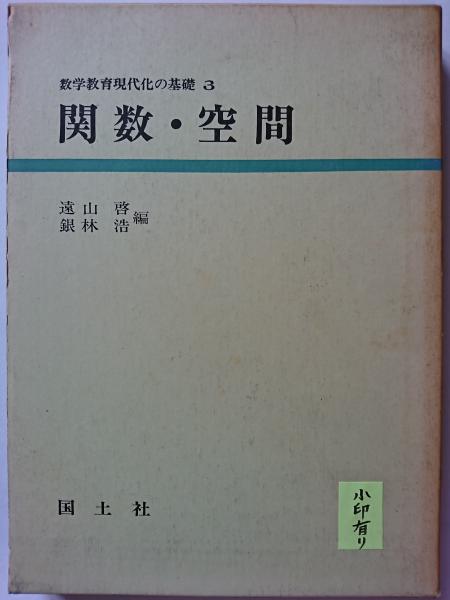 数学教育現代化の基礎 3
関数・空間
遠山啓
銀林浩
編
国土社
小印有り